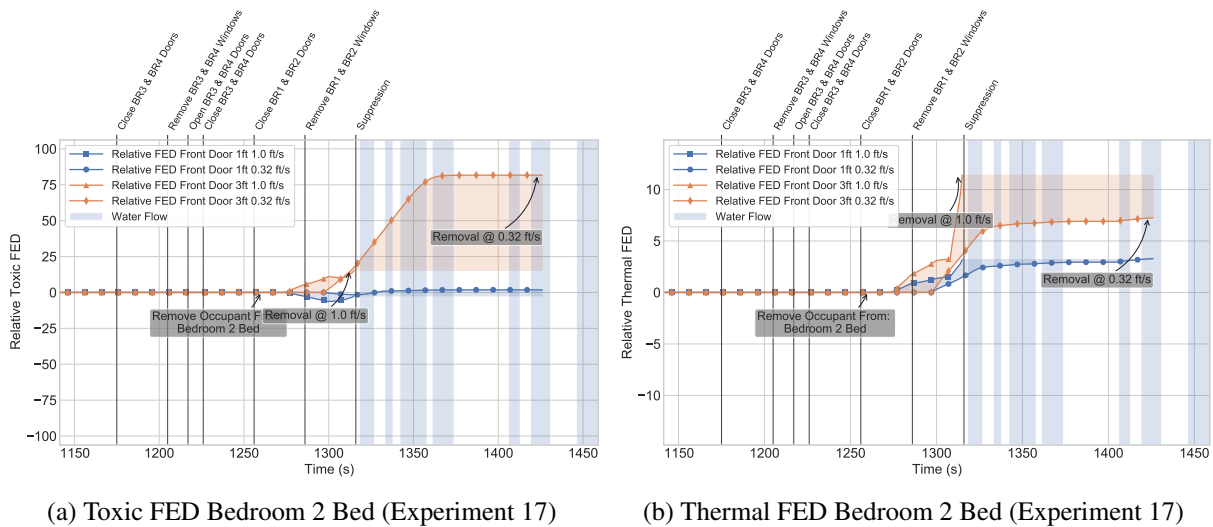 Close BR3 & BR4 Doors
Remove BR3 & BR4 Windows
Open BR3 & BR4 Doors
Close BR3 & BR4 Doors
Close BR1 & BR2 Doors
Remove BR1 & BR2 Windows
Suppression
Relative Toxic FED
100
75
50
25
0
−25
−50
−75
−100
Relative FED Front Door 1ft 1.0 ft/s
Relative FED Front Door 1ft 0.32 ft/s
Relative FED Front Door 3ft 1.0 ft/s
Relative FED Front Door 3ft 0.32 ft/s
Water Flow
Removal @ 0.32 ft/s
Remove Occupant F
Bedroom 2 Bed
Removal @ 1.0 ft/s
1150 1200 1250 1300 1350 1400 1450
Time (s)
(a) Toxic FED Bedroom 2 Bed (Experiment 17)
Close BR3 & BR4 Doors
Remove BR3 & BR4 Windows
Open BR3 & BR4 Doors
Close BR3 & BR4 Doors
Close BR1 & BR2 Doors
Remove BR1 & BR2 Windows
Suppression
Relative Thermal FED
10
5
0
−5
−10
Relative FED Front Door 1ft 1.0 ft/s
Relative FED Front Door 1ft 0.32 ft/s
Relative FED Front Door 3ft 1.0 ft/s
Relative FED Front Door 3ft 0.32 ft/s
Water Flow
Removal @ 1.0 ft/s
Removal @ 0.32 ft/s
Remove Occupant From:
Bedroom 2 Bed
1150 1200 1250 1300 1350 1400 1450
Time (s)
(b) Thermal FED Bedroom 2 Bed (Experiment 17)